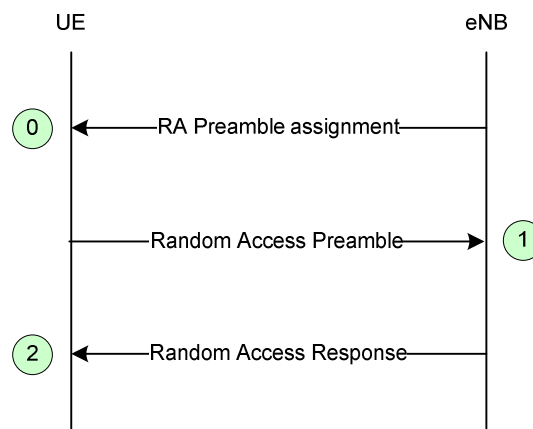 UE eNB
0 RA Preamble assignment
Random Access Preamble 1
2 Random Access Response